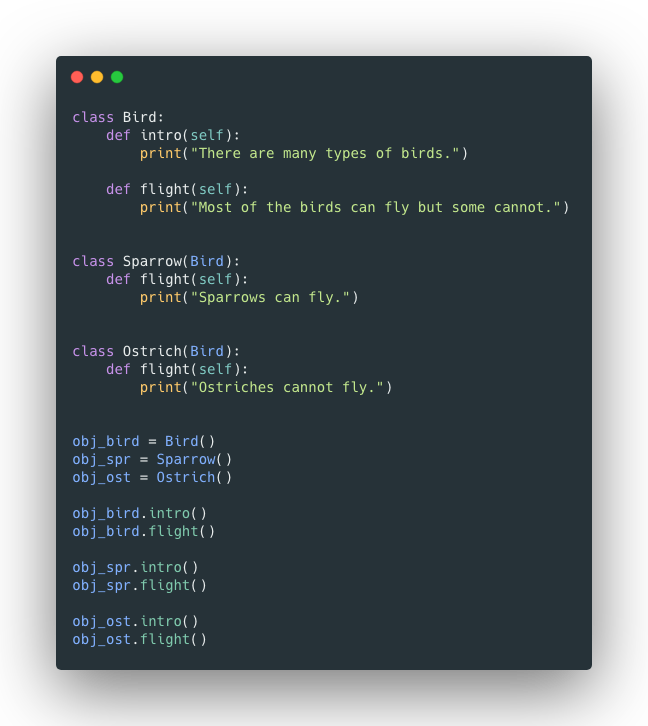 class Bird:
    def intro(self):
        print("There are many types of birds.")

    def flight(self):
        print("Most of the birds can fly but some cannot.")


class Sparrow(Bird):
    def flight(self):
        print("Sparrows can fly.")


class Ostrich(Bird):
    def flight(self):
        print("Ostriches cannot fly.")


obj_bird = Bird()
obj_spr = Sparrow()
obj_ost = Ostrich()

obj_bird.intro()
obj_bird.flight()

obj_spr.intro()
obj_spr.flight()

obj_ost.intro()
obj_ost.flight()